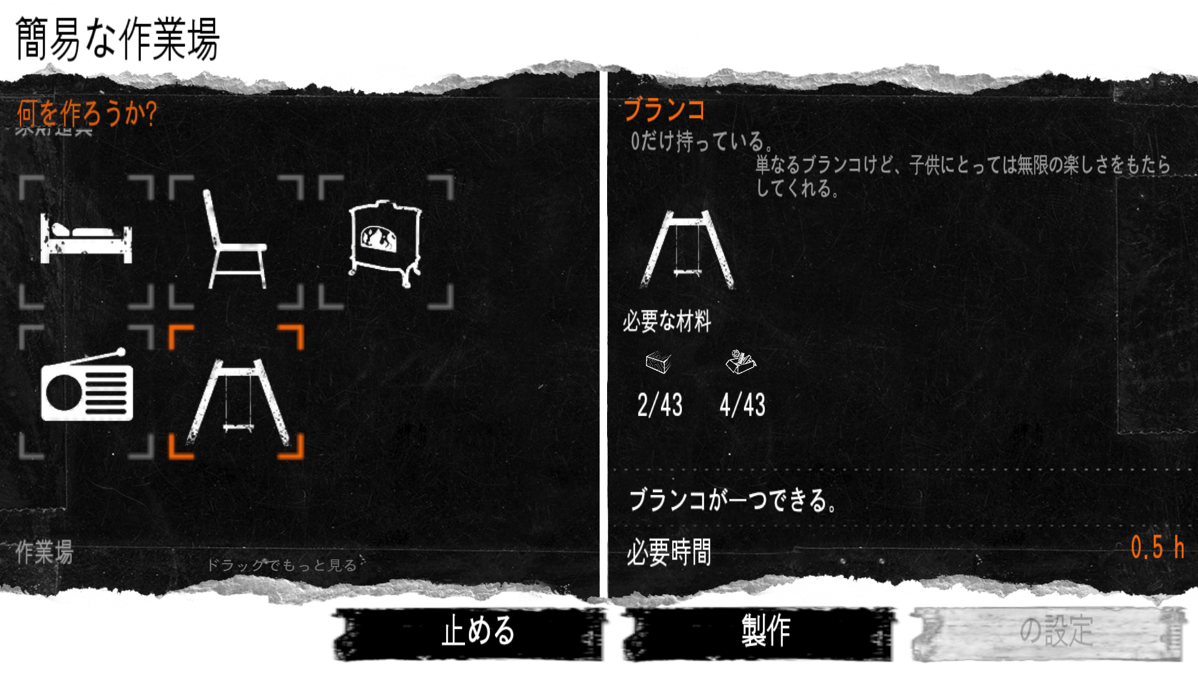 簡易な作業場
何を作ろうか?
家財道具
作業場
ドラッグでもっと見る
ブランコ
0だけ持っている。
単なるブランコけど、子供にとっては無限の楽しさをもたら
してくれる。
必要な材料
2/43 4/43
ブランコが一つできる。
必要時間 0.5 h
止める 製作 の設定